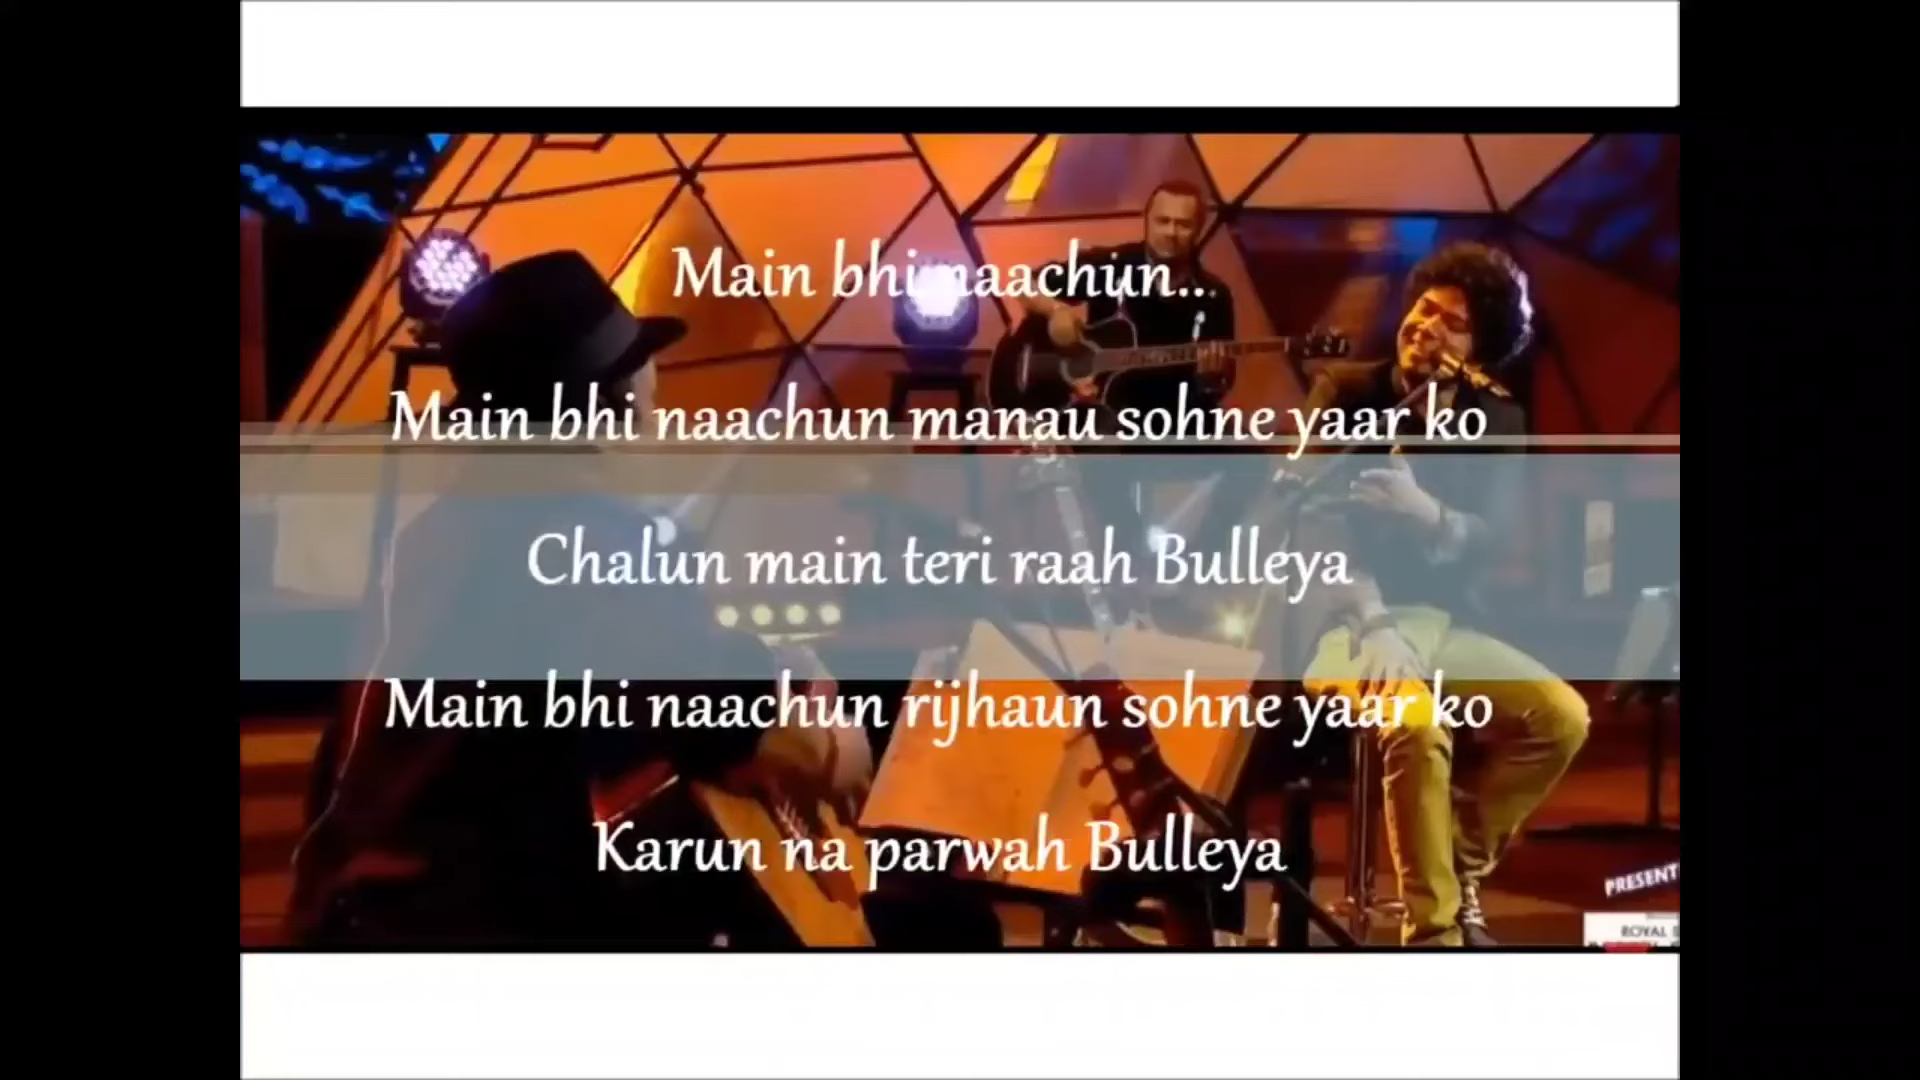 Main bhi naachun..
Main bhi naachun manau sohne yaar ko
Chalun main teri raah Bulleya
Main bhi naachun rijhaun sohne yaar ko
Karun na parwah Bulleya
PRESENT
ROYAL